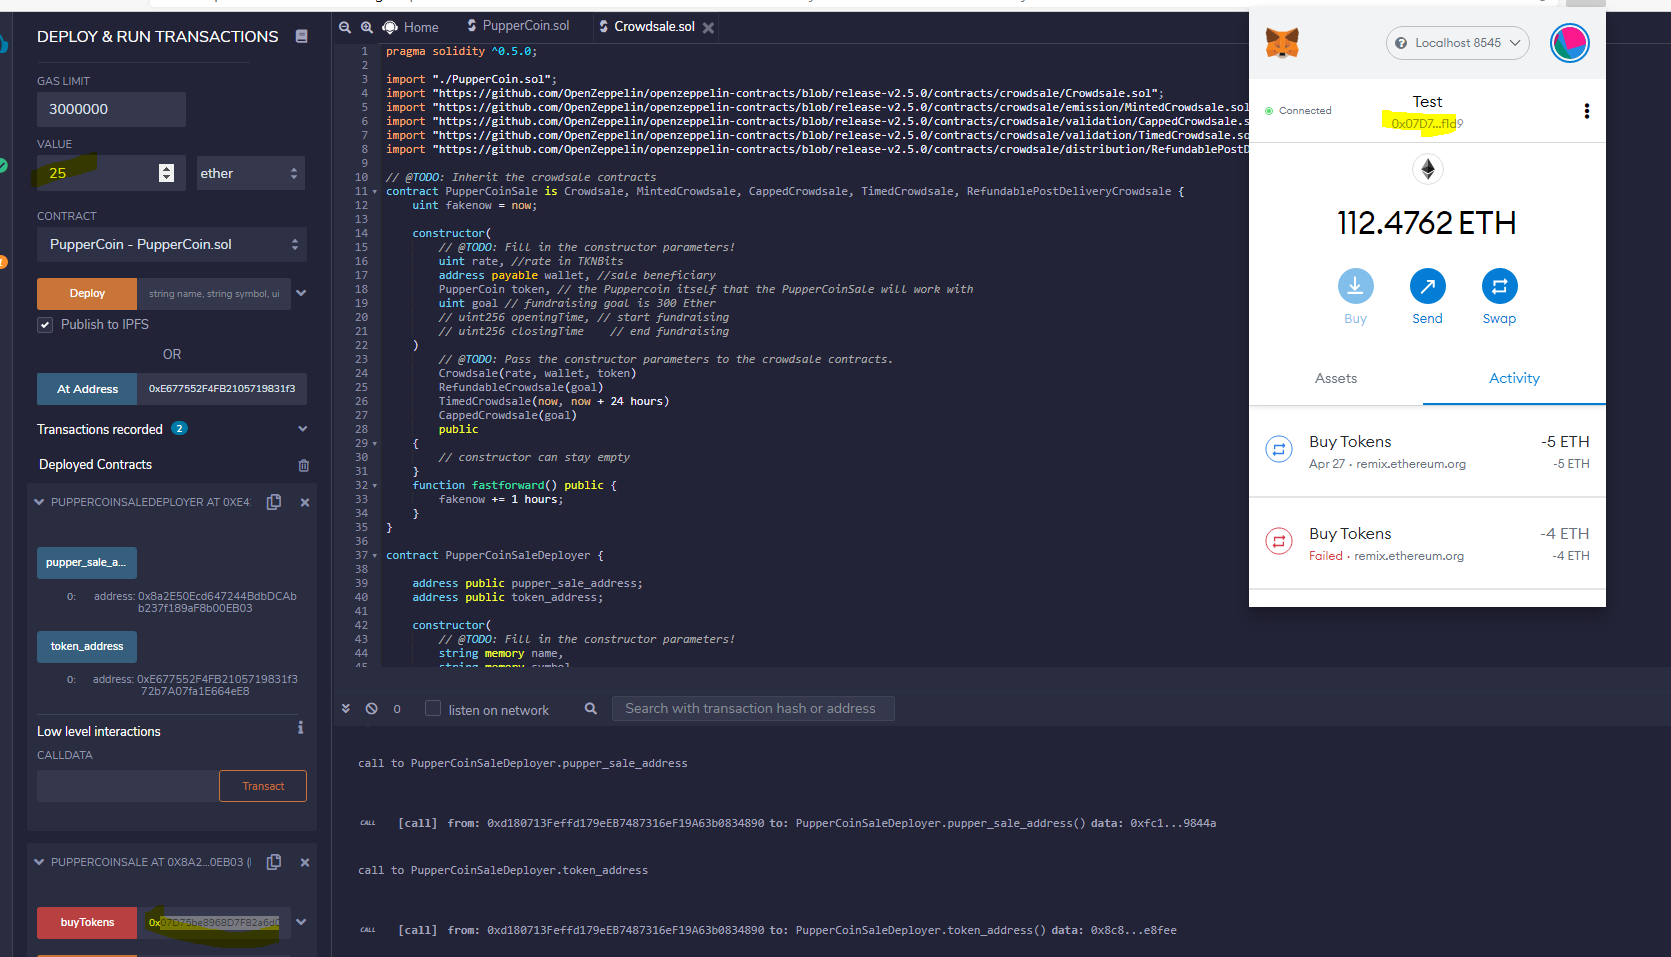 DEPLOY & RUN TRANSACTIONS
GAS LIMIT
3000000
VALUE
25
ether
CONTRACT
PupperCoin - PupperCoin.sol
Deploy
string name, string symbol, ui
Publish to IPFS
OR
At Address
0xE677552F4FB2105719831f3
Transactions recorded 2
Deployed Contracts
PUPPERCOINSALEDEPLOYER AT 0XE4
pupper_sale_a...
0: address: 0x8a2E50Ecd647244BdbDCAb
b237f189aF8b00EB03
token_address
0: address: 0xE677552F4FB2105719831f3
72b7A07fa1E664eE8
Low level interactions
CALLDATA
Transact
PUPPERCOINSALE AT 0X8A2...0EB03 (
buyTokens
0x07D75be8968D7F82a6d
Home
PupperCoin.sol
Crowdsale.sol
1 pragma solidity ^0.5.0;
2
3 import "./PupperCoin.sol";
4 import "https://github.com/OpenZeppelin/openzeppelin-contracts/blob/release-v2.5.0/contracts/crowdsale/Crowdsale.sol";
5 import "https://github.com/OpenZeppelin/openzeppelin-contracts/blob/release-v2.5.0/contracts/crowdsale/emission/MintedCrowdsale.sol
6 import "https://github.com/OpenZeppelin/openzeppelin-contracts/blob/release-v2.5.0/contracts/crowdsale/validation/CappedCrowdsale.s
7 import "https://github.com/OpenZeppelin/openzeppelin-contracts/blob/release-v2.5.0/contracts/crowdsale/validation/TimedCrowdsale.so
8 import "https://github.com/OpenZeppelin/openzeppelin-contracts/blob/release-v2.5.0/contracts/crowdsale/distribution/RefundablePostD
9
10 // @TODO: Inherit the crowdsale contracts
11 contract PupperCoinSale is Crowdsale, MintedCrowdsale, CappedCrowdsale, TimedCrowdsale, RefundablePostDeliveryCrowdsale {
12 uint fakenow = now;
13
14 constructor(
15 // @TODO: Fill in the constructor parameters!
16 uint rate, //rate in TKNBits
17 address payable wallet, //sale beneficiary
18 PupperCoin token, // the Puppercoin itself that the PupperCoinSale will work with
19 uint goal // fundraising goal is 300 Ether
20 // uint256 openingTime, // start fundraising
21 // uint256 closingTime // end fundraising
22 )
23 // @TODO: Pass the constructor parameters to the crowdsale contracts.
24 Crowdsale(rate, wallet, token)
25 RefundableCrowdsale(goal)
26 TimedCrowdsale(now, now + 24 hours)
27 CappedCrowdsale(goal)
28 public
29 {
30 // constructor can stay empty
31 }
32 function fastforward() public {
33 fakenow += 1 hours;
34 }
35 }
36
37 contract PupperCoinSaleDeployer {
38
39 address public pupper_sale_address;
40 address public token_address;
41
42 constructor(
43 // @TODO: Fill in the constructor parameters!
44 string memory name,
45 string memory symbol
0
listen on network
Search with transaction hash or address
call to PupperCoinSaleDeployer.pupper_sale_address
CALL [call] from: 0xd180713Feffd179eEB7487316eF19A63b0834890 to: PupperCoinSaleDeployer.pupper_sale_address() data: 0xfc1...9844a
call to PupperCoinSaleDeployer.token_address
CALL [call] from: 0xd180713Feffd179eEB7487316eF19A63b0834890 to: PupperCoinSaleDeployer.token_address() data: 0x8c8...e8fee
Localhost 8545
Connected
Test
0x07D7...f1d9
112.4762 ETH
Buy
Send
Swap
Assets
Activity
Buy Tokens
-5 ETH
Apr 27 · remix.ethereum.org
-5 ETH
Buy Tokens
-4 ETH
Failed · remix.ethereum.org
-4 ETH